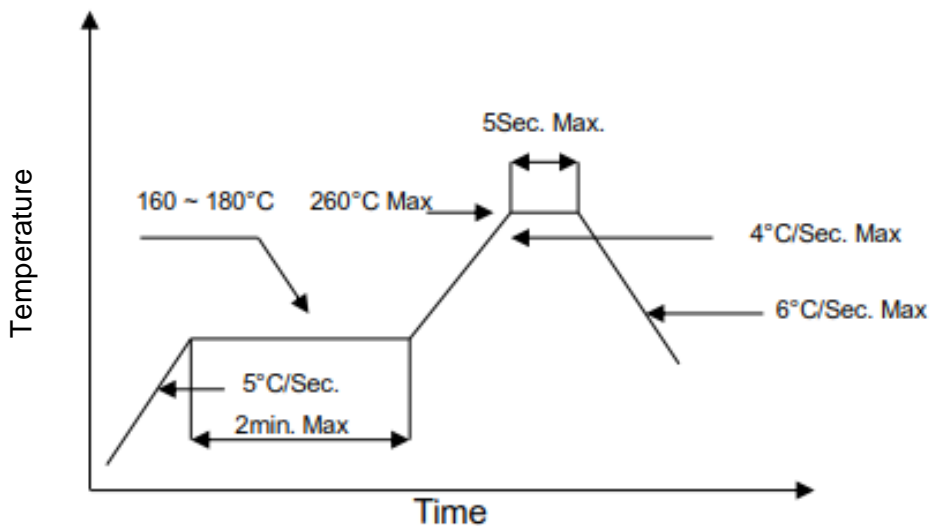 5Sec. Max.
160 ~ 180°C
260°C Max
4°C/Sec. Max
6°C/Sec. Max
5°C/Sec.
2min. Max
Temperature
Time